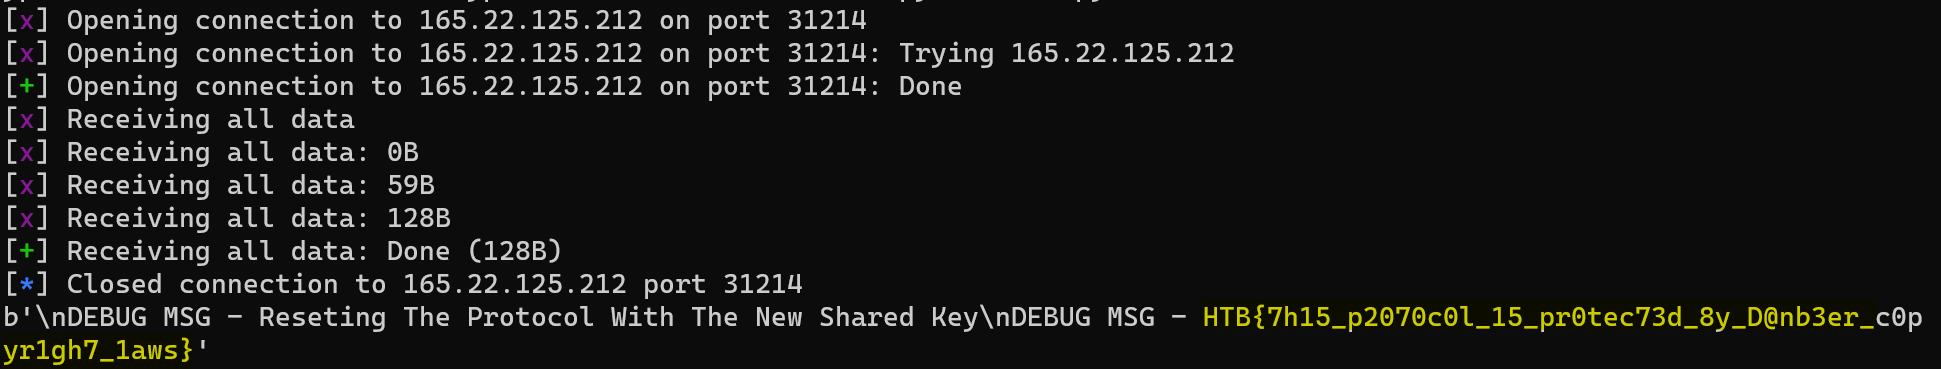 [x] Opening connection to 165.22.125.212 on port 31214
[x] Opening connection to 165.22.125.212 on port 31214: Trying 165.22.125.212
[+] Opening connection to 165.22.125.212 on port 31214: Done
[x] Receiving all data
[x] Receiving all data: 0B
[x] Receiving all data: 59B
[x] Receiving all data: 128B
[+] Receiving all data: Done (128B)
[*] Closed connection to 165.22.125.212 port 31214
b'\nDEBUG MSG - Reseting The Protocol With The New Shared Key\nDEBUG MSG - HTB{7h15_p2070c0l_15_pr0tec73d_8y_D@nb3er_c0p
yr1gh7_1aws}'